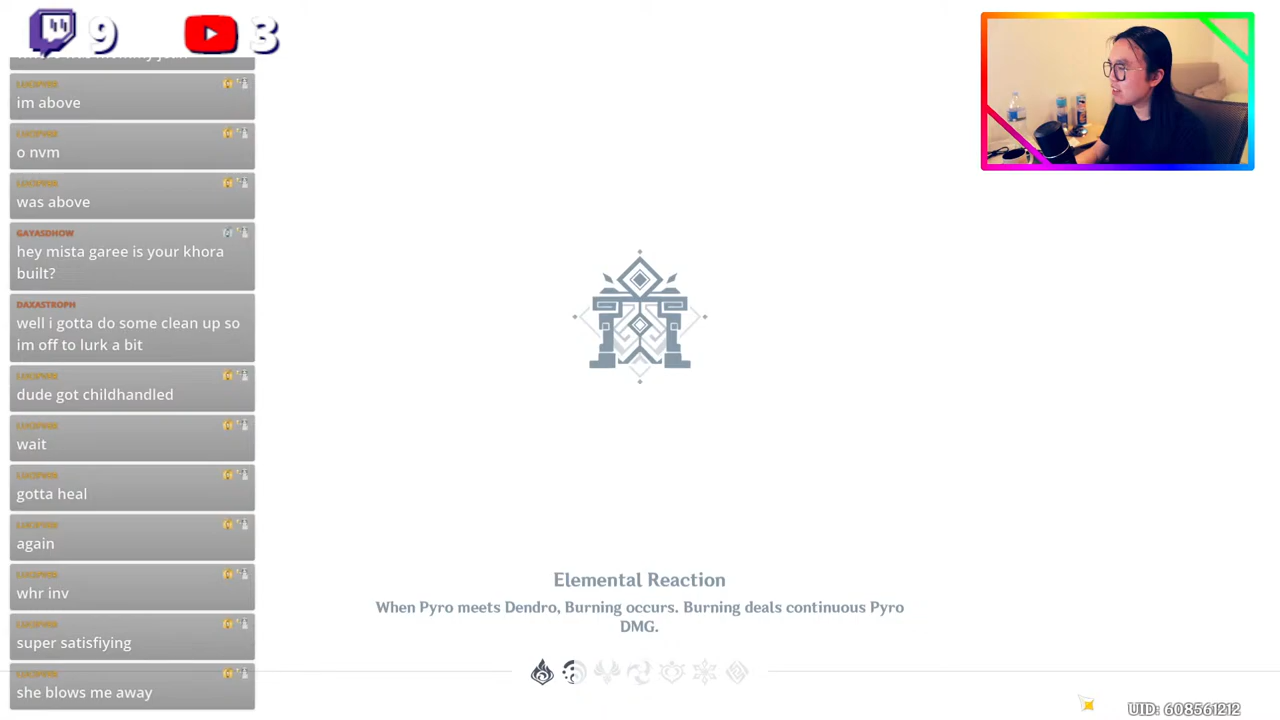 9
3
im above
o nvm
was above
GAYASDHOW
hey mista garee is your khora
built?
DAXASTROPH
well i gotta do some clean up so
im off to lurk a bit
dude got childhandled
wait
gotta heal
again
whr inv
super satisfiying
she blows me away
Elemental Reaction
When Pyro meets Dendro, Burning occurs. Burning deals continuous Pyro
DMG.
UID: 608561212